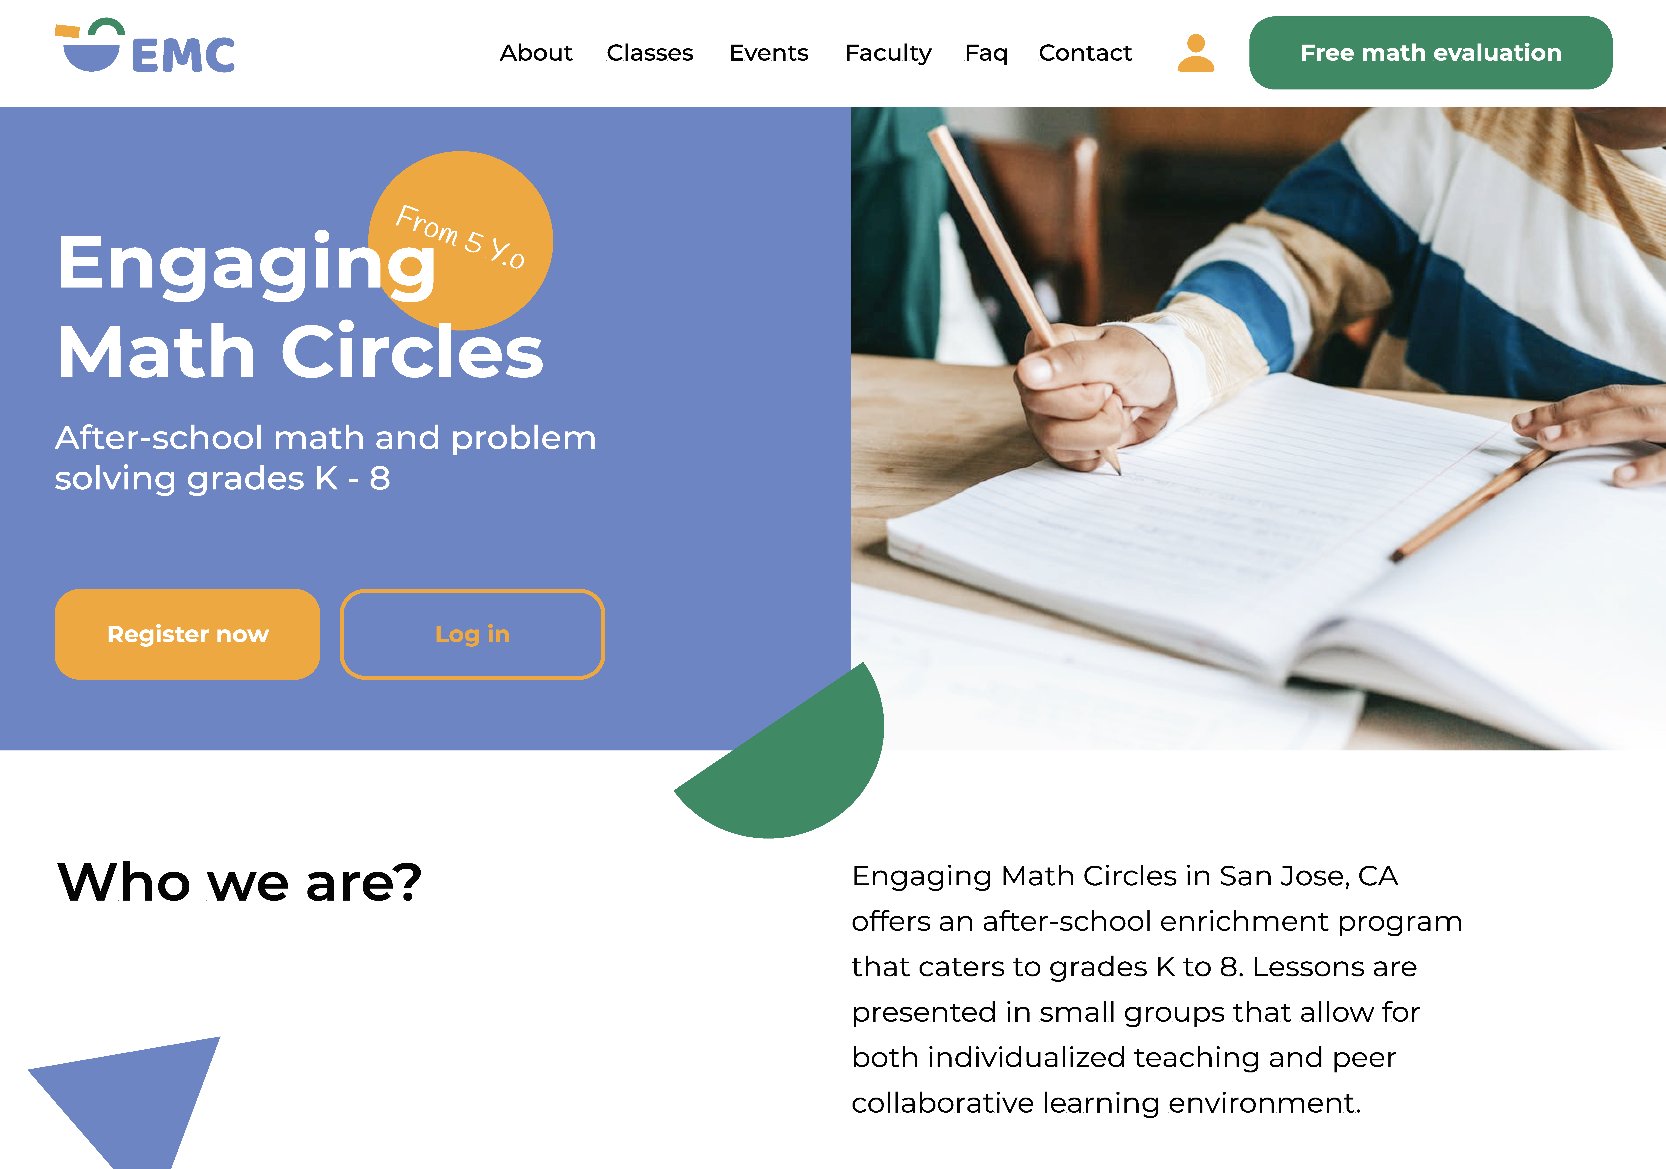 EMC
About
Classes
Events
Faculty
Faq
Contact
Free math evaluation
From 5 Y.o
Engaging
Math Circles
After-school math and problem
solving grades K - 8
Register now
Log in
Who we are?
Engaging Math Circles in San Jose, CA
offers an after-school enrichment program
that caters to grades K to 8. Lessons are
presented in small groups that allow for
both individualized teaching and peer
collaborative learning environment.